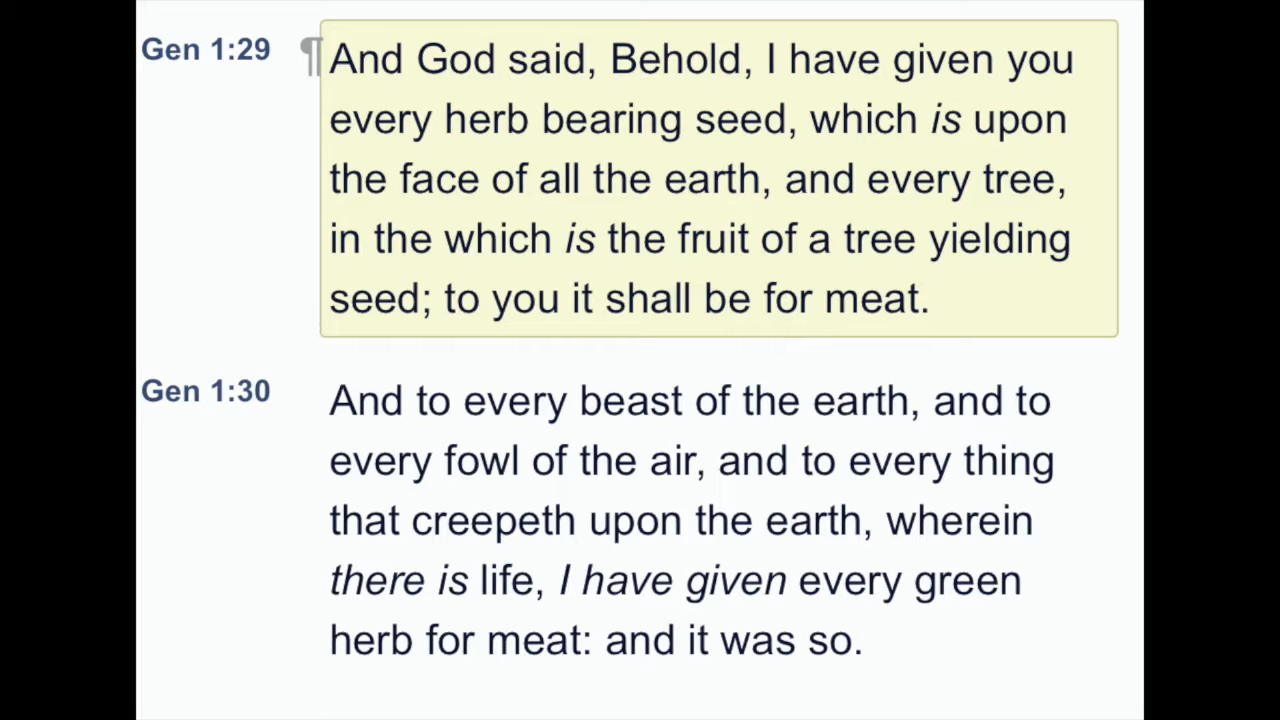 Gen 1:29 ¶And God said, Behold, I have given you
every herb bearing seed, which is upon
the face of all the earth, and every tree,
in the which is the fruit of a tree yielding
seed; to you it shall be for meat.
Gen 1:30 And to every beast of the earth, and to
every fowl of the air, and to every thing
that creepeth upon the earth, wherein
there is life, I have given every green
herb for meat: and it was so.